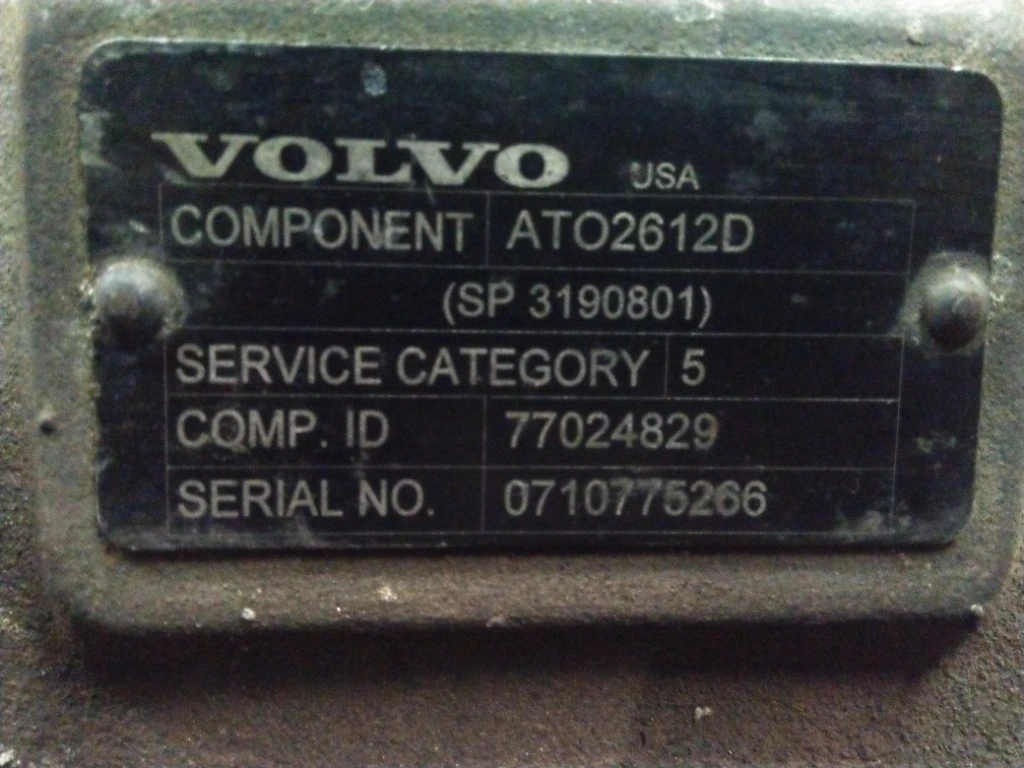 VOLVO USA
COMPONENT ATO2612D
(SP 3190801)
SERVICE CATEGORY 5
COMP. ID 77024829
SERIAL NO. 0710775266